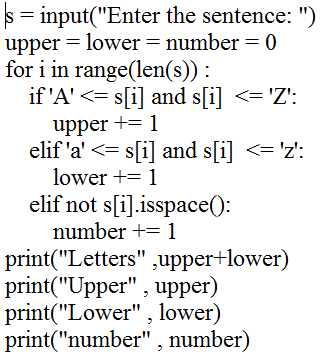 s = input("Enter the sentence: ")
upper = lower = number = 0
for i in range(len(s)) :
    if 'A' <= s[i] and s[i]  <= 'Z':
        upper += 1
    elif 'a' <= s[i] and s[i]  <= 'z':
        lower += 1
    elif not s[i].isspace():
        number += 1
print("Letters" ,upper+lower)
print("Upper" , upper)
print("Lower" , lower)
print("number" , number)